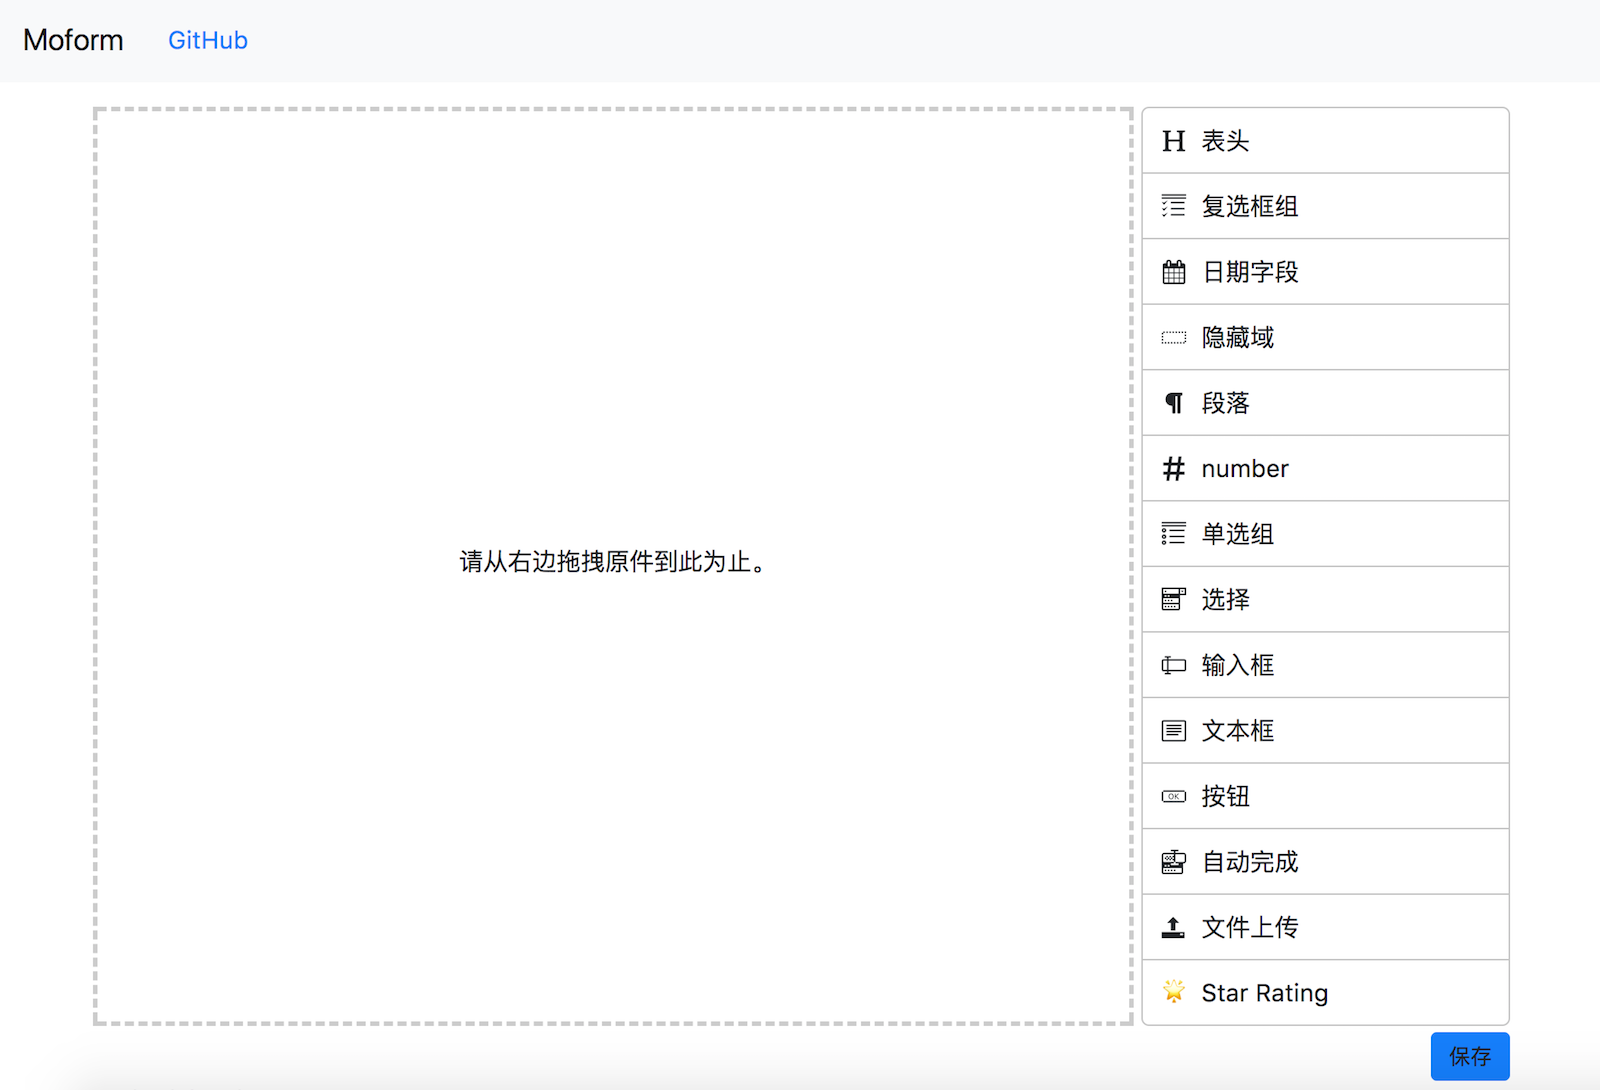 Moform GitHub
H 表头
复选框组
日期字段
隐藏域
¶ 段落
# number
单选组
选择
请从右边拖拽原件到此为止。
输入框
文本框
OK 按钮
自动完成
文件上传
Star Rating
保存